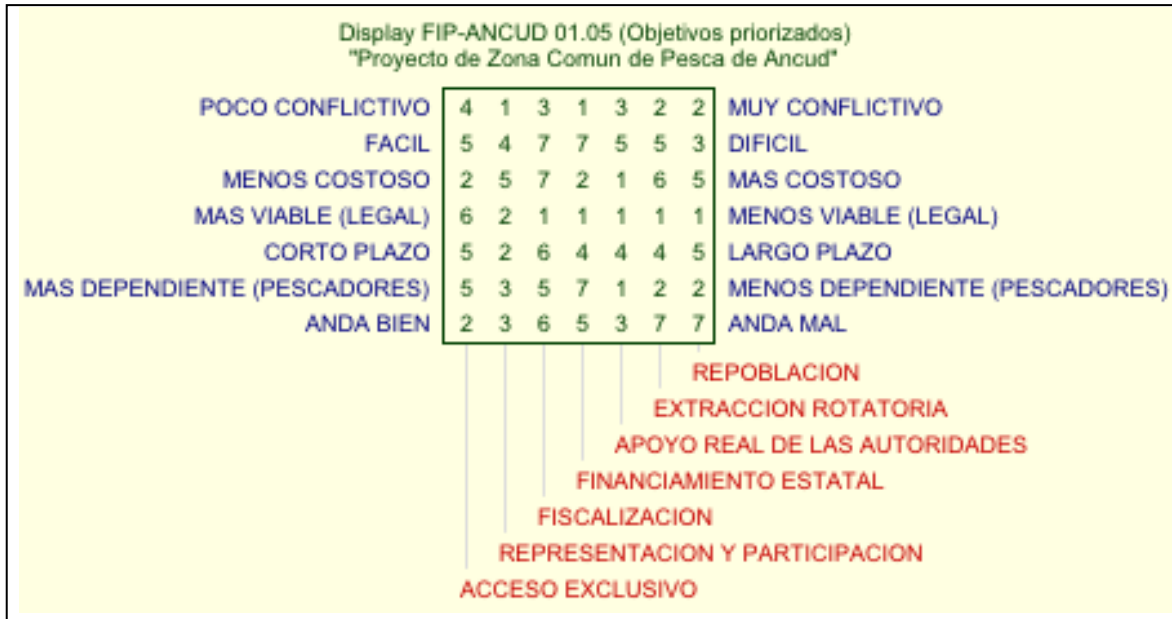 Display FIP-ANCUD 01.05 (Objetivos priorizados)
"Proyecto de Zona Comun de Pesca de Ancud"
POCO CONFLICTIVO 4 1 3 1 3 2 2 MUY CONFLICTIVO
FACIL 5 4 7 7 5 5 3 DIFICIL
MENOS COSTOSO 2 5 7 2 1 6 5 MAS COSTOSO
MAS VIABLE (LEGAL) 6 2 1 1 1 1 1 MENOS VIABLE (LEGAL)
CORTO PLAZO 5 2 6 4 4 4 5 LARGO PLAZO
MAS DEPENDIENTE (PESCADORES) 5 3 5 7 1 2 2 MENOS DEPENDIENTE (PESCADORES)
ANDA BIEN 2 3 6 5 3 7 7 ANDA MAL
REPOBLACION
EXTRACCION ROTATORIA
APOYO REAL DE LAS AUTORIDADES
FINANCIAMIENTO ESTATAL
FISCALIZACION
REPRESENTACION Y PARTICIPACION
ACCESO EXCLUSIVO